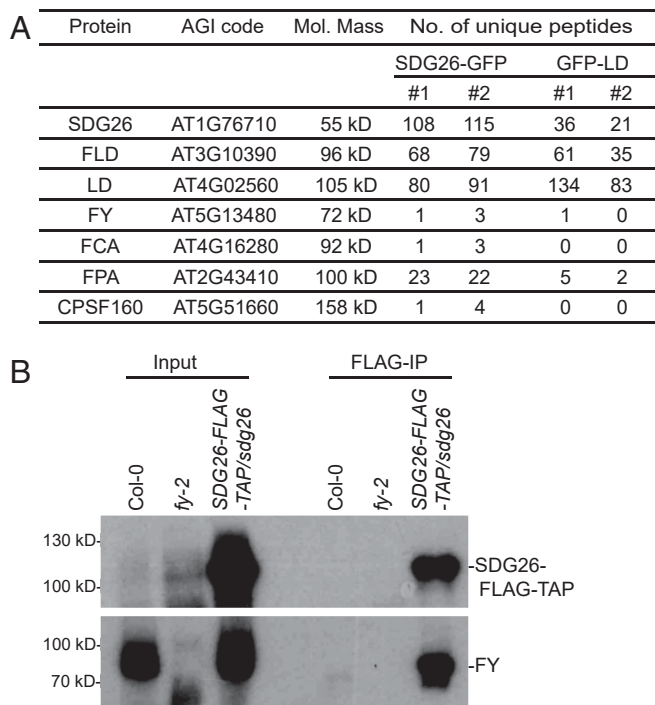 A
Protein AGI code Mol. Mass No. of unique peptides
SDG26-GFP GFP-LD
#1 #2 #1 #2
SDG26 AT1G76710 55 kD 108 115 36 21
FLD AT3G10390 96 kD 68 79 61 35
LD AT4G02560 105 kD 80 91 134 83
FY AT5G13480 72 kD 1 3 1 0
FCA AT4G16280 92 kD 1 3 0 0
FPA AT2G43410 100 kD 23 22 5 2
CPSF160 AT5G51660 158 kD 1 4 0 0
B
Input FLAG-IP
Col-0
fy-2
SDG26-FLAG
-TAP/sdg26
Col-0
fy-2
SDG26-FLAG
-TAP/sdg26
130 kD-
100 kD-
-SDG26-
FLAG-TAP
100 kD-
70 kD-
-FY